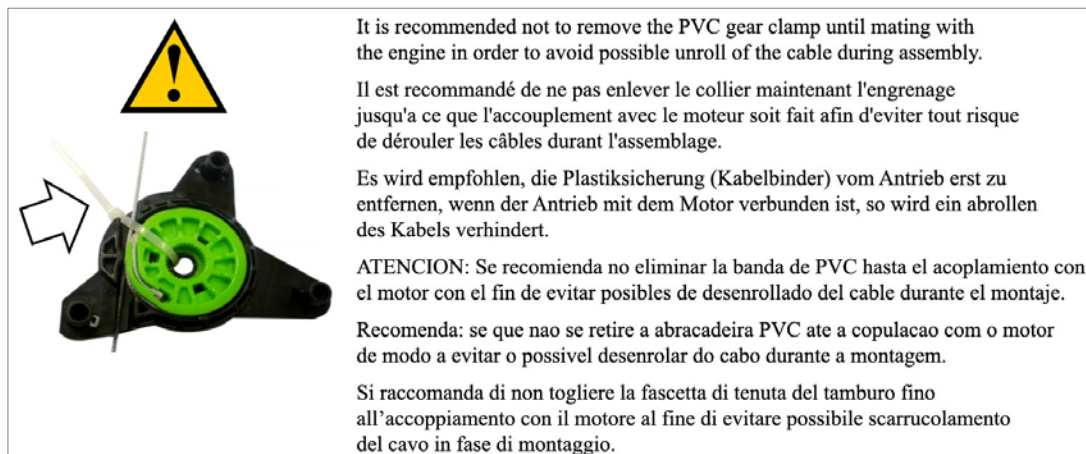 It is recommended not to remove the PVC gear clamp until mating with
the engine in order to avoid possible unroll of the cable during assembly.
Il est recommandé de ne pas enlever le collier maintenant l'engrenage
jusqu'a ce que l'accouplement avec le moteur soit fait afin d'eviter tout risque
de dérouler les câbles durant l'assemblage.
Es wird empfohlen, die Plastiksicherung (Kabelbinder) vom Antrieb erst zu
entfernen, wenn der Antrieb mit dem Motor verbunden ist, so wird ein abrollen
des Kabels verhindert.
ATENCION: Se recomienda no eliminar la banda de PVC hasta el acoplamiento con
el motor con el fin de evitar posibles de desenrollado del cable durante el montaje.
Recomenda: se que nao se retire a abracadeira PVC ate a copulacao com o motor
de modo a evitar o possivel desenrolar do cabo durante a montagem.
Si raccomanda di non togliere la fascetta di tenuta del tamburo fino
all’accoppiamento con il motore al fine di evitare possibile scarrucolamento
del cavo in fase di montaggio.